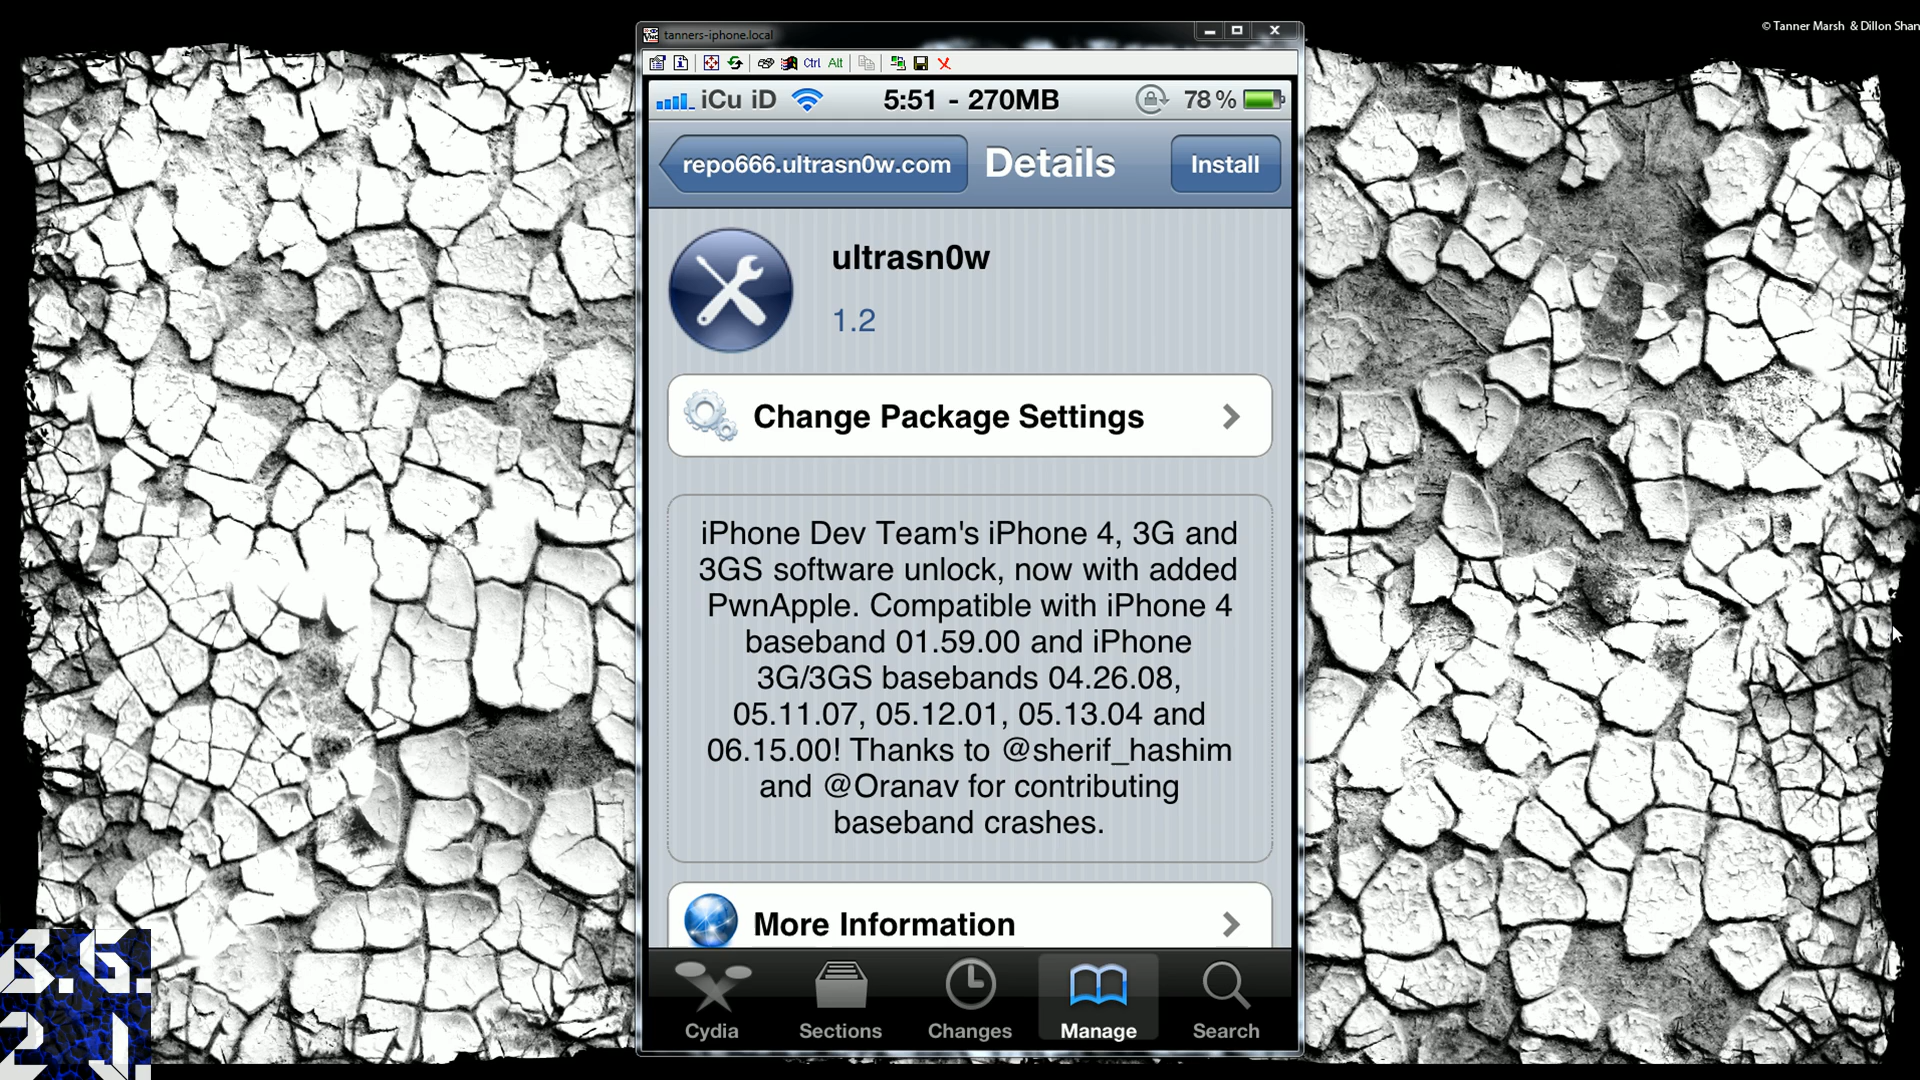 © Tanner Marsh & Dillon Shan
tanners-iphone.local
Ctrl Alt
iCu iD 5:51 - 270MB 78%
repo666.ultrasn0w.com Details Install
ultrasn0w
1.2
Change Package Settings
iPhone Dev Team's iPhone 4, 3G and
3GS software unlock, now with added
PwnApple. Compatible with iPhone 4
baseband 01.59.00 and iPhone
3G/3GS basebands 04.26.08,
05.11.07, 05.12.01, 05.13.04 and
06.15.00! Thanks to @sherif_hashim
and @Oranav for contributing
baseband crashes.
More Information
Cydia Sections Changes Manage Search